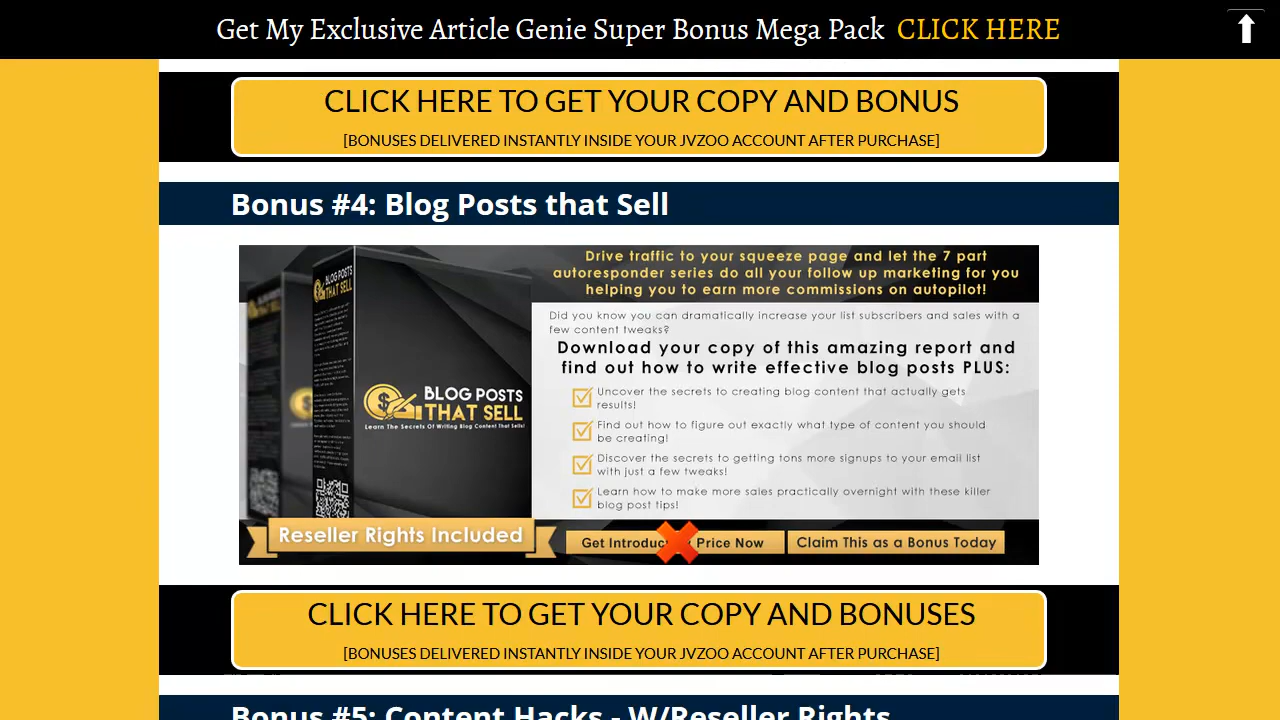 Get My Exclusive Article Genie Super Bonus Mega Pack CLICK HERE
CLICK HERE TO GET YOUR COPY AND BONUS
[BONUSES DELIVERED INSTANTLY INSIDE YOUR JVZOO ACCOUNT AFTER PURCHASE]
Bonus #4: Blog Posts that Sell
Drive traffic to your squeeze page and let the 7 part
autoresponder series do all your follow up marketing for you
helping you to earn more commissions on autopilot!
BLOG POSTS
THAT SELL
Did you know you can dramatically increase your list subscribers and sales with a
few content tweaks?
Download your copy of this amazing report and
find out how to write effective blog posts PLUS:
BLOG POSTS
THAT SELL
Learn The Secrets Of Writing Blog Content That Sells!
Uncover the secrets to creating blog content that actually gets
results!
Find out how to figure out exactly what type of content you should
be creating!
Discover the secrets to getting tons more signups to your email list
with just a few tweaks!
Learn how to make more sales practically overnight with these killer
blog post tips!
Reseller Rights Included
Get Price Now
Claim This as a Bonus Today
CLICK HERE TO GET YOUR COPY AND BONUSES
[BONUSES DELIVERED INSTANTLY INSIDE YOUR JVZOO ACCOUNT AFTER PURCHASE]
Bonus #5: Content Hacks - W/Reseller Rights